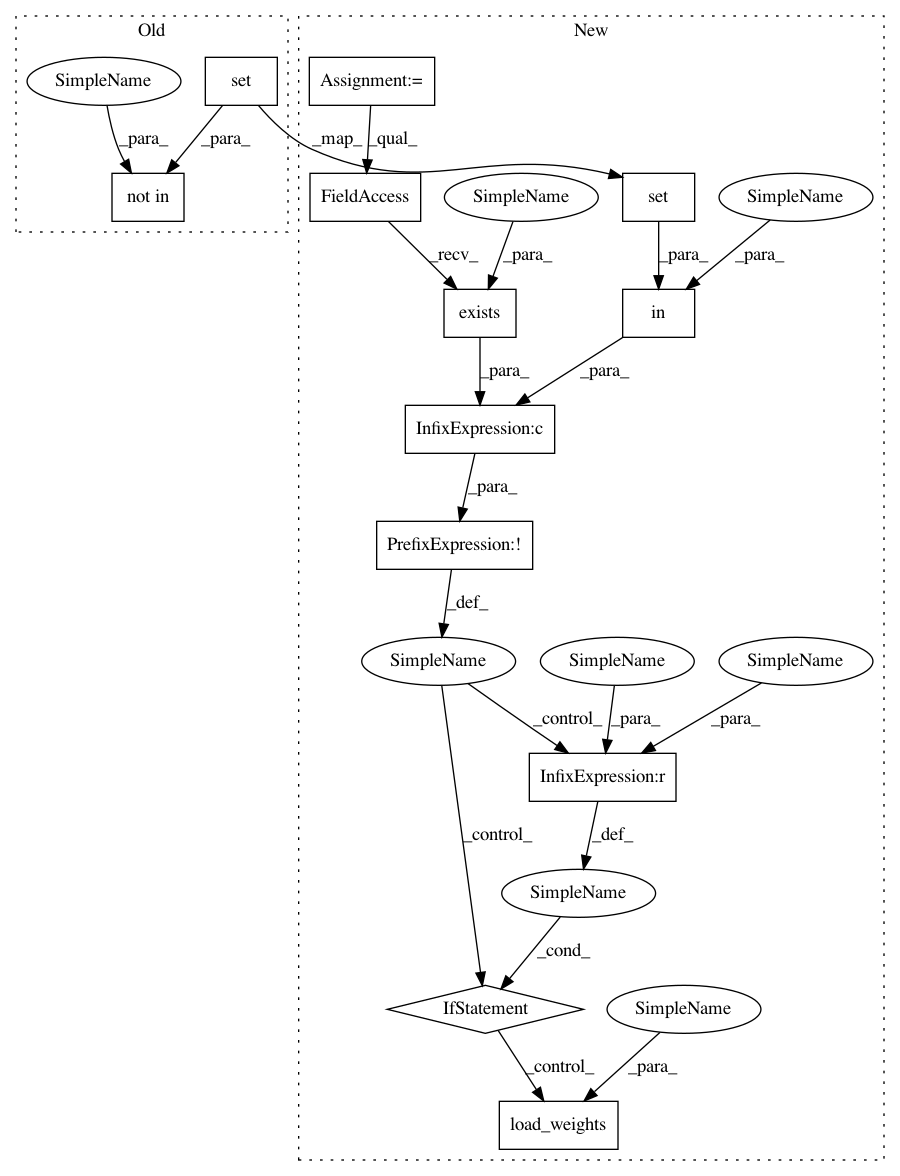 Old
New
SimpleName
set
Assignment:=
_para_
_para_
_map_
_qual_
not in
FieldAccess
SimpleName
set
SimpleName
_recv_
_para_
_para_
_para_
exists
in
_para_
_para_
InfixExpression:c
_para_
PrefixExpression:!
_def_
SimpleName
SimpleName
SimpleName
_control_
_para_
_para_
InfixExpression:r
_control_
_def_
SimpleName
_cond_
IfStatement
SimpleName
_control_
_para_
load_weights